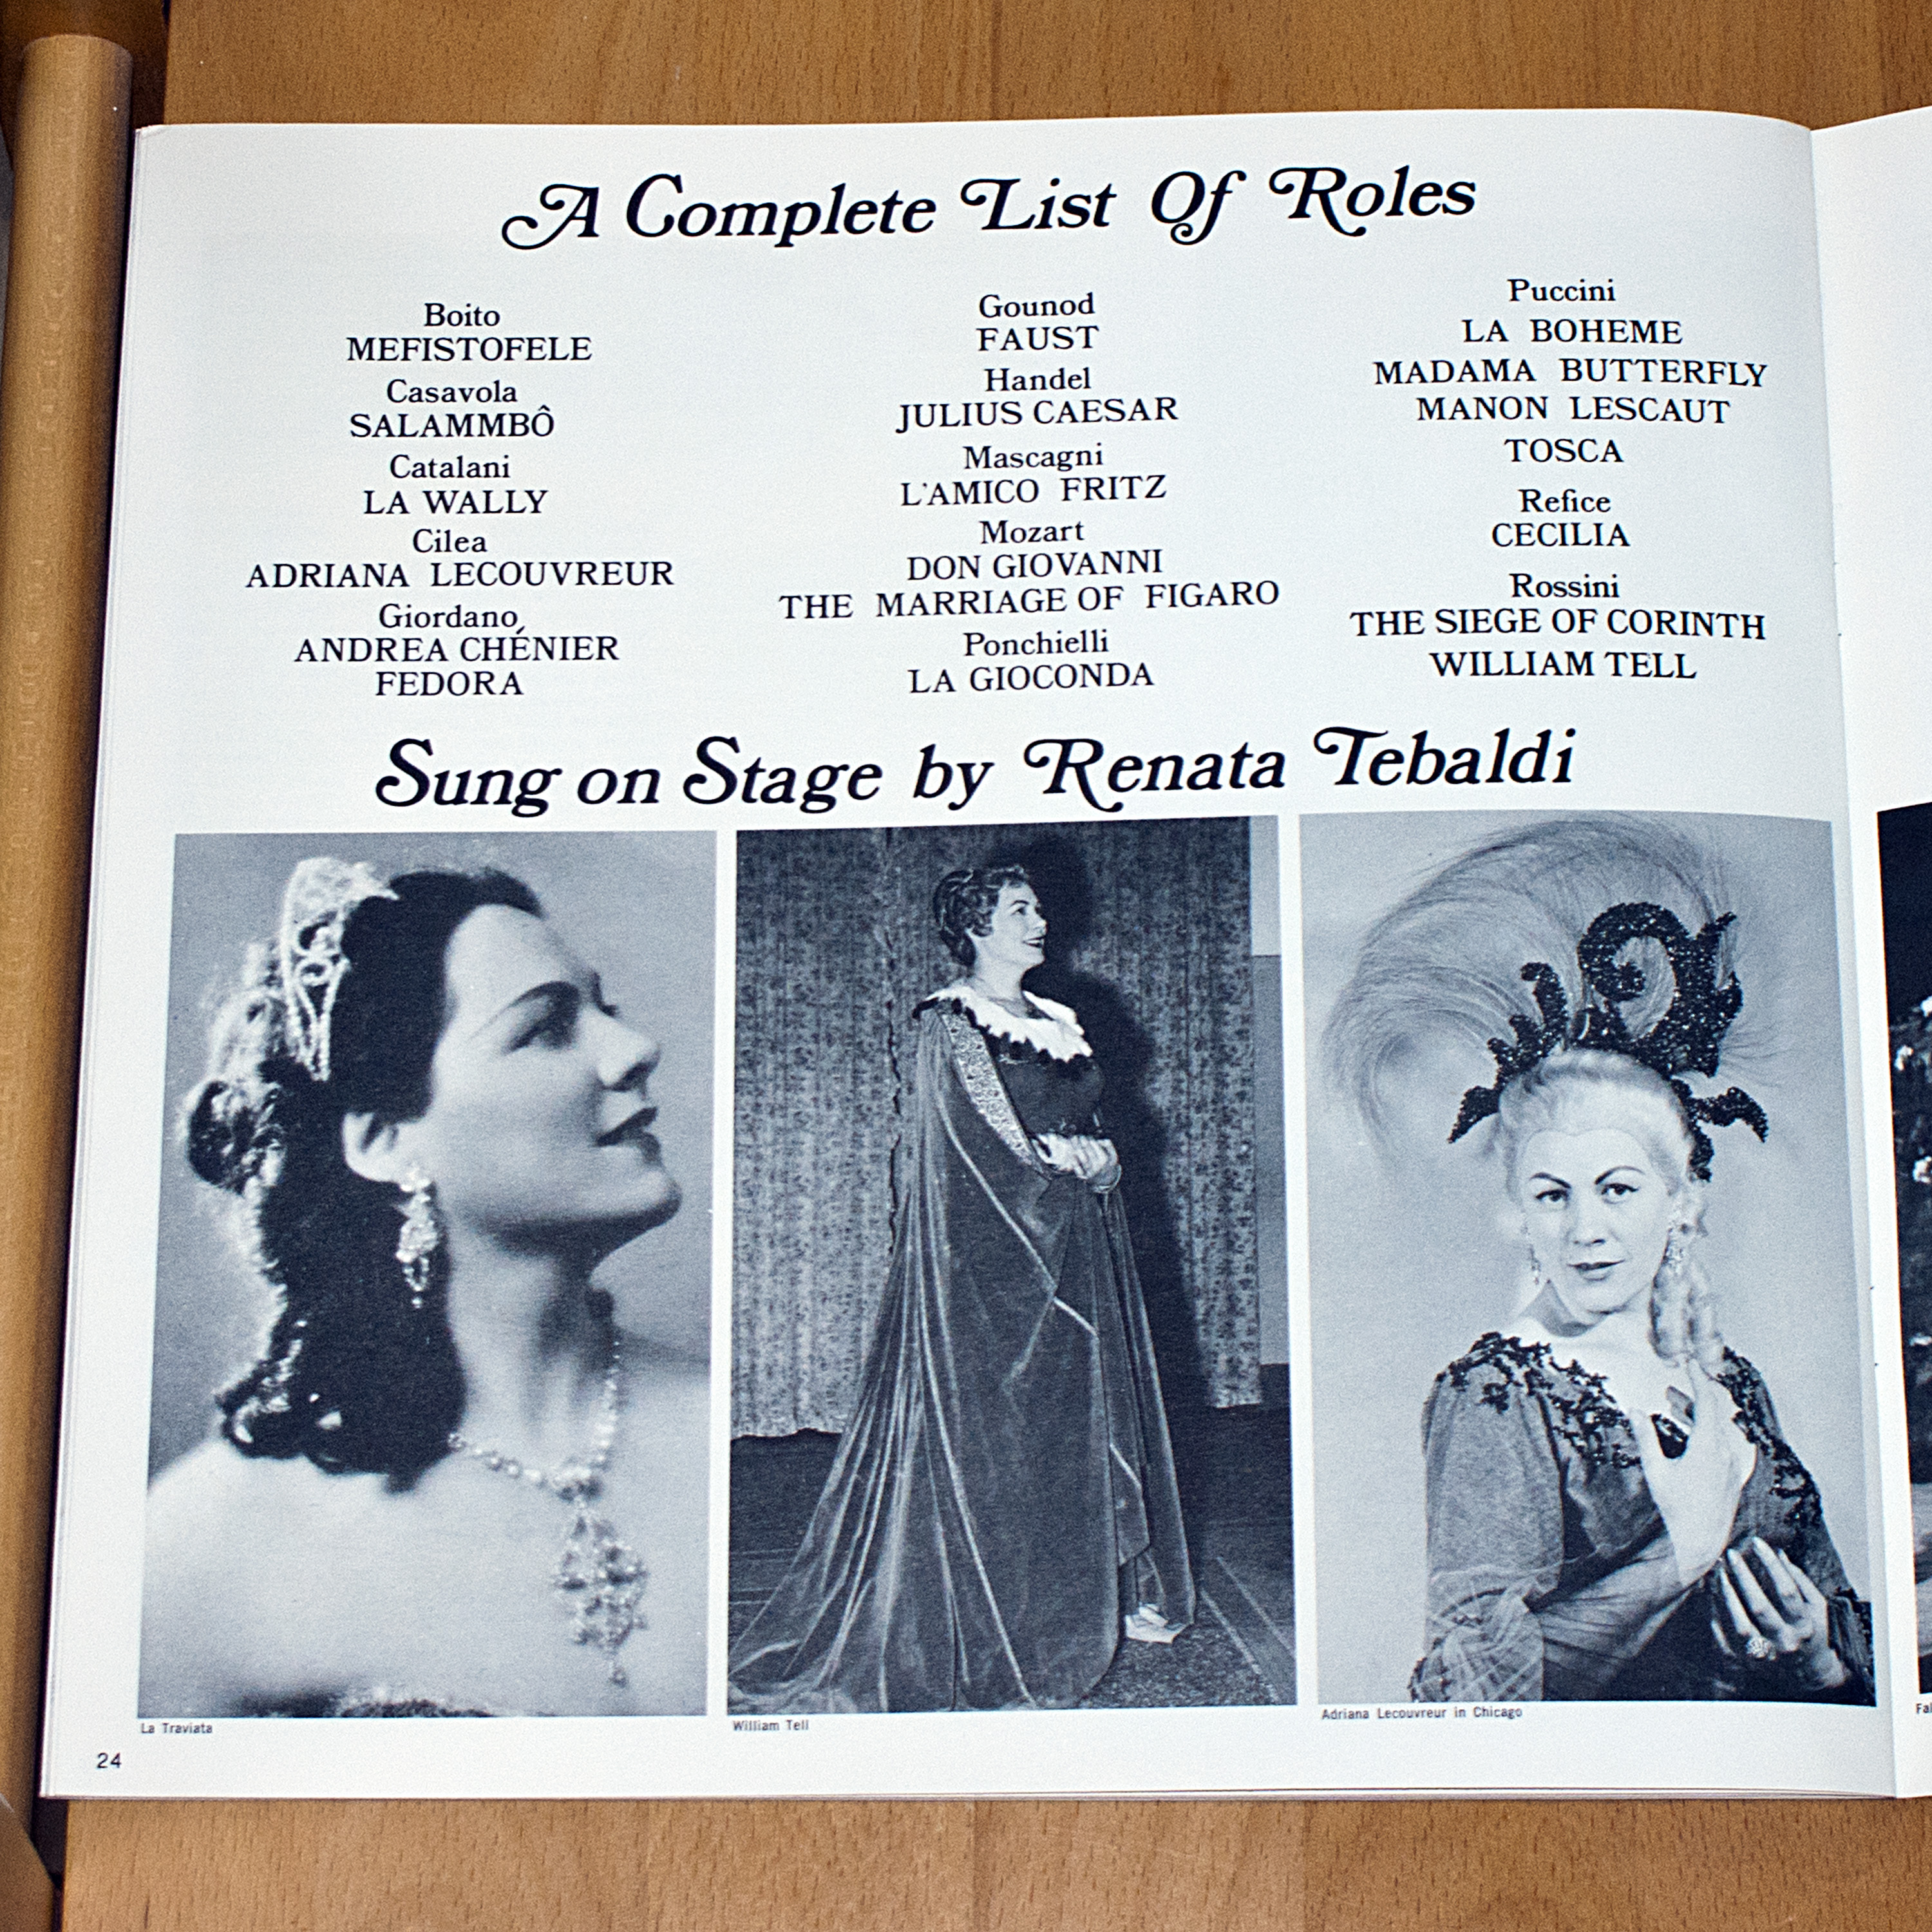 A Complete List Of Roles
Boito
MEFISTOFELE
Casavola
SALAMMBÔ
Catalani
LA WALLY
Cilea
ADRIANA LECOUVREUR
Giordano
ANDREA CHÉNIER
FEDORA
Gounod
FAUST
Handel
JULIUS CAESAR
Mascagni
L'AMICO FRITZ
Mozart
DON GIOVANNI
THE MARRIAGE OF FIGARO
Ponchielli
LA GIOCONDA
Puccini
LA BOHEME
MADAMA BUTTERFLY
MANON LESCAUT
TOSCA
Refice
CECILIA
Rossini
THE SIEGE OF CORINTH
WILLIAM TELL
Sung on Stage by Renata Tebaldi
La Traviata
William Tell
Adriana Lecouvreur in Chicago
24